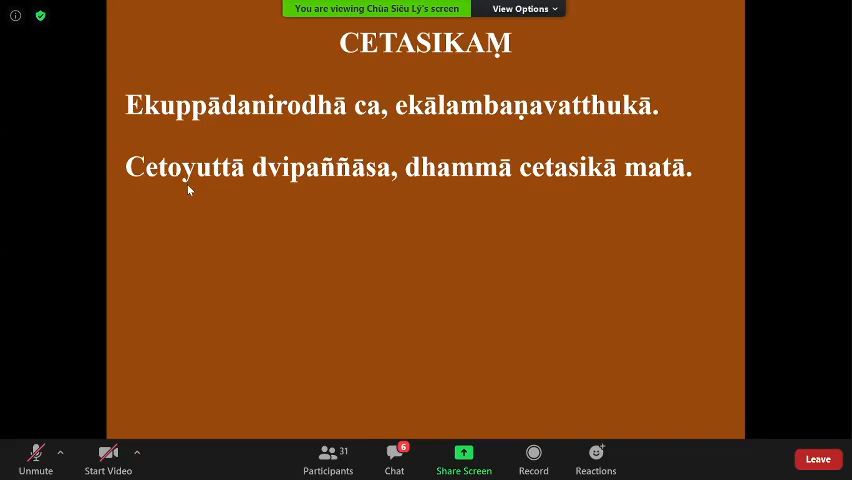 You are viewing Chùa Siêu Lý's screen
View Options
CETASIKAṂ
Ekuppādanirodhā ca, ekālambaṇavatthukā.
Cetoyuttā dvipaññāsa, dhammā cetasikā matā.
31
6
Unmute
Start Video
Participants
Chat
Share Screen
Record
Reactions
Leave